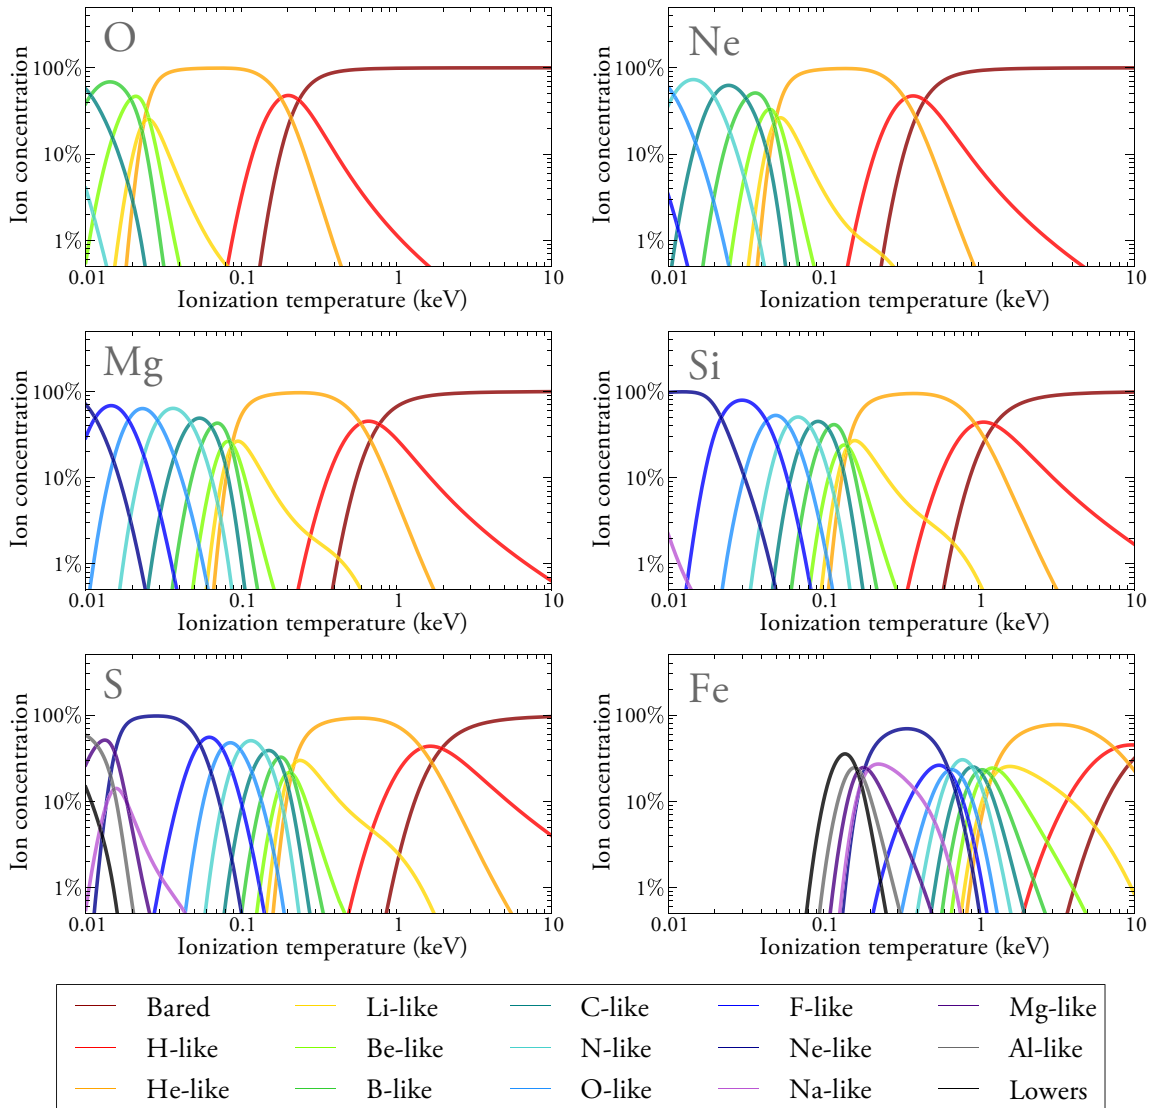 O
Ne
Ion concentration
100%
10%
1%
0.01 0.1 1 10
Ionization temperature (keV)
Ion concentration
100%
10%
1%
0.01 0.1 1 10
Ionization temperature (keV)
Mg
Si
Ion concentration
100%
10%
1%
0.01 0.1 1 10
Ionization temperature (keV)
Ion concentration
100%
10%
1%
0.01 0.1 1 10
Ionization temperature (keV)
S
Fe
Ion concentration
100%
10%
1%
0.01 0.1 1 10
Ionization temperature (keV)
Ion concentration
100%
10%
1%
0.01 0.1 1 10
Ionization temperature (keV)
Bared Li-like C-like F-like Mg-like
H-like Be-like N-like Ne-like Al-like
He-like B-like O-like Na-like Lowers